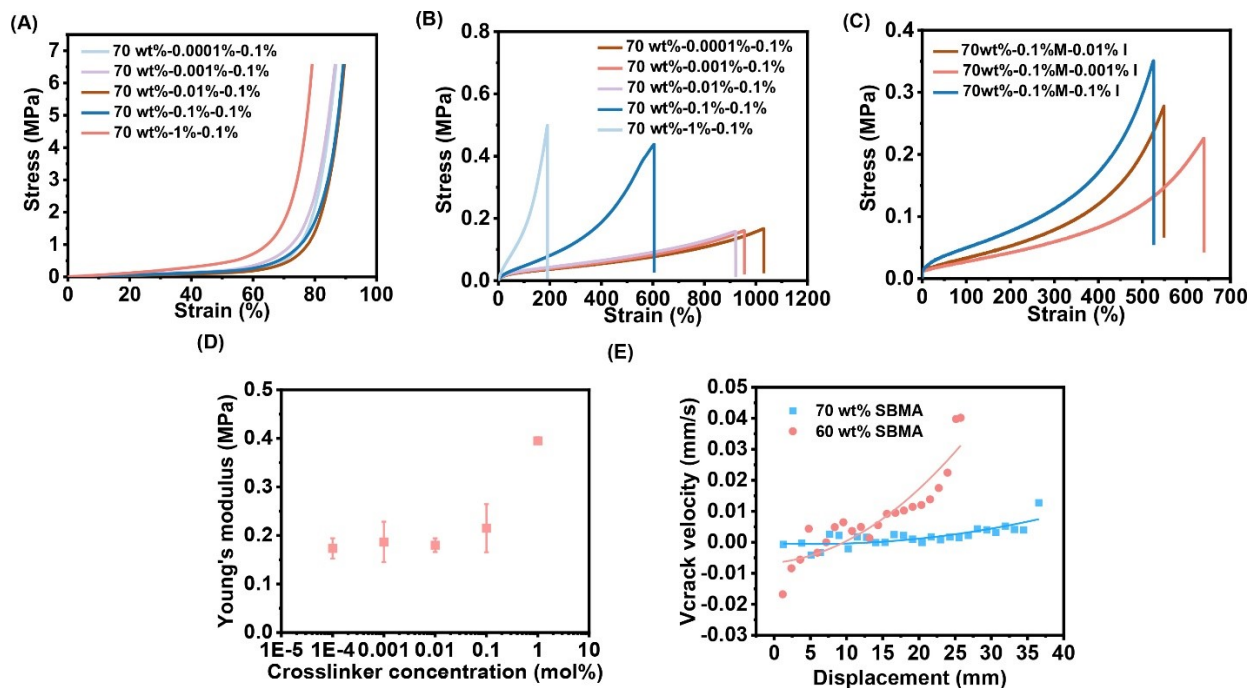 (A)
7
6
5
4
3
2
1
0
Stress (MPa)
70 wt%-0.0001%-0.1%
70 wt%-0.001%-0.1%
70 wt%-0.01%-0.1%
70 wt%-0.1%-0.1%
70 wt%-1%-0.1%
0 20 40 60 80 100
Strain (%)
(B)
0.8
0.6
0.4
0.2
0.0
Stress (MPa)
70 wt%-0.0001%-0.1%
70 wt%-0.001%-0.1%
70 wt%-0.01%-0.1%
70 wt%-0.1%-0.1%
70 wt%-1%-0.1%
0 200 400 600 800 1000 1200
Strain (%)
(C)
0.4
0.3
0.2
0.1
0.0
Stress (MPa)
70wt%-0.1%M-0.01% I
70wt%-0.1%M-0.001% I
70wt%-0.1%M-0.1% I
0 100 200 300 400 500 600 700
Strain (%)
(D)
0.5
0.4
0.3
0.2
0.1
0.0
Young's modulus (MPa)
1E-5 1E-4 0.001 0.01 0.1 1 10
Crosslinker concentration (mol%)
(E)
0.05
0.04
0.03
0.02
0.01
0.00
-0.01
-0.02
-0.03
Vcrack velocity (mm/s)
70 wt% SBMA
60 wt% SBMA
0 5 10 15 20 25 30 35 40
Displacement (mm)